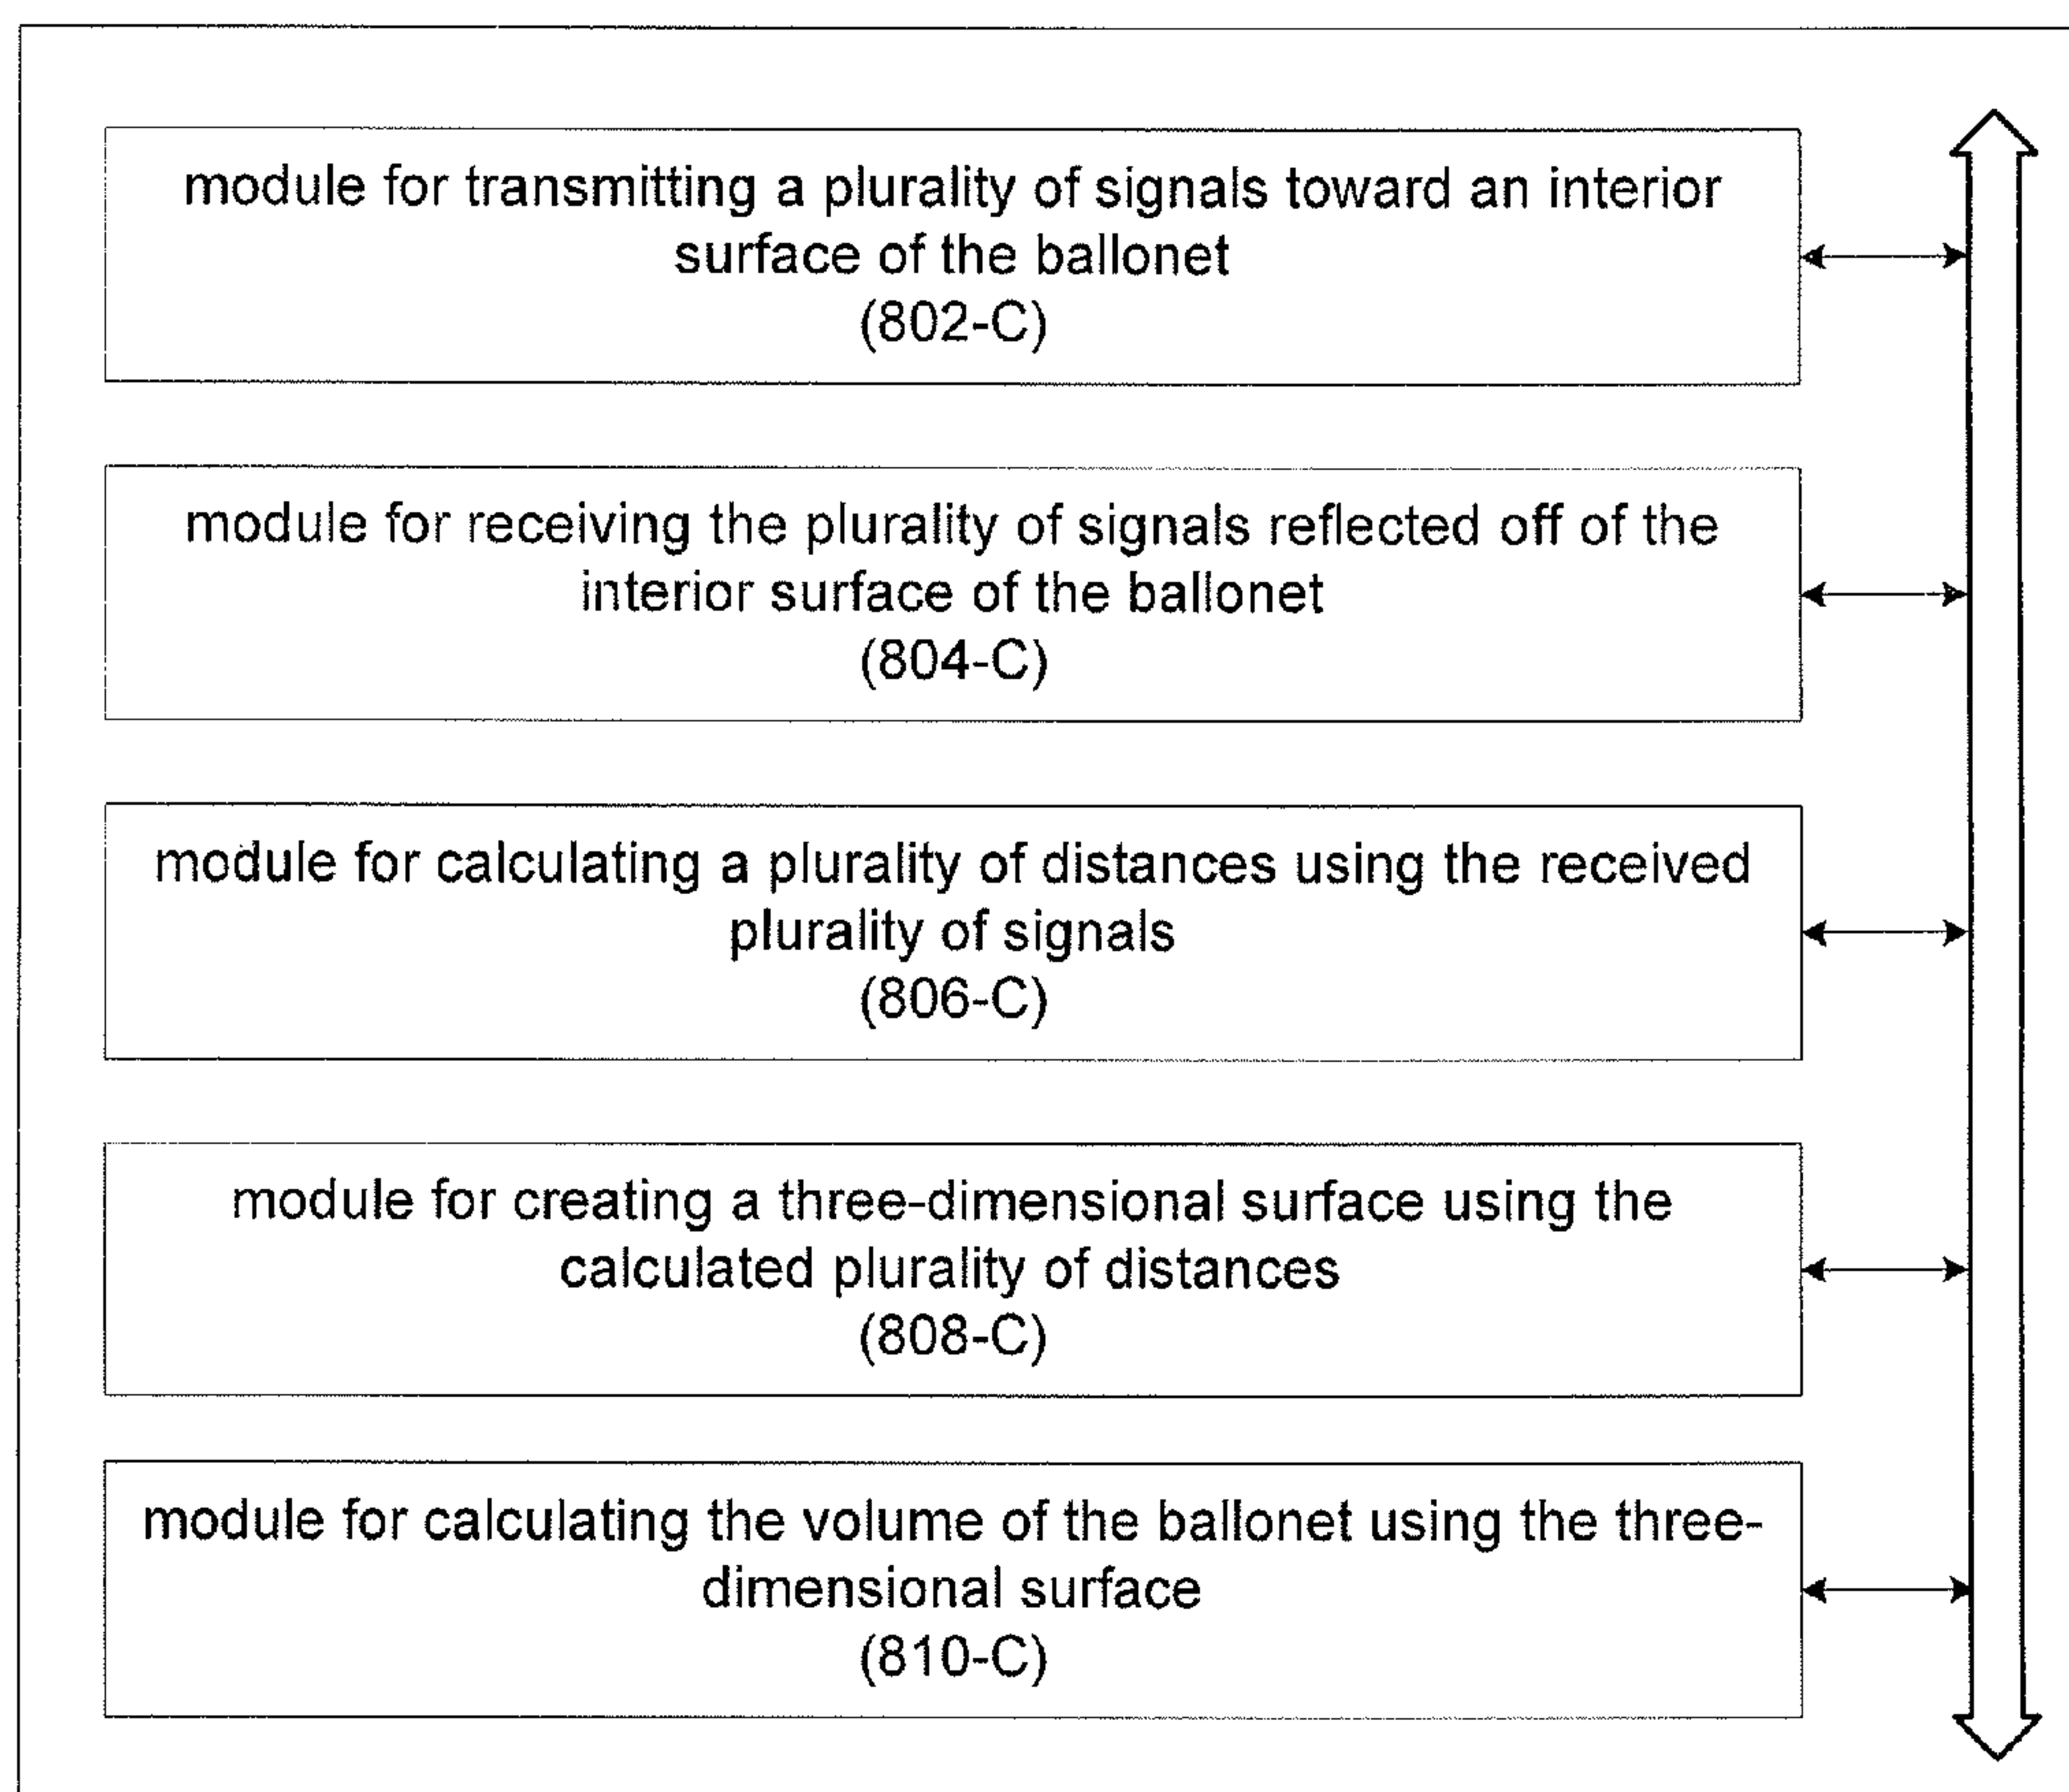 module for transmitting a plurality of signals toward an interior
surface of the ballonet
(802-C)
module for receiving the plurality of signals reflected off of the
interior surface of the ballonet
(804-C)
module for calculating a plurality of distances using the received
plurality of signals
(806-C)
module for creating a three-dimensional surface using the
calculated plurality of distances
(808-C)
module for calculating the volume of the ballonet using the three-
dimensional surface
(810-C)